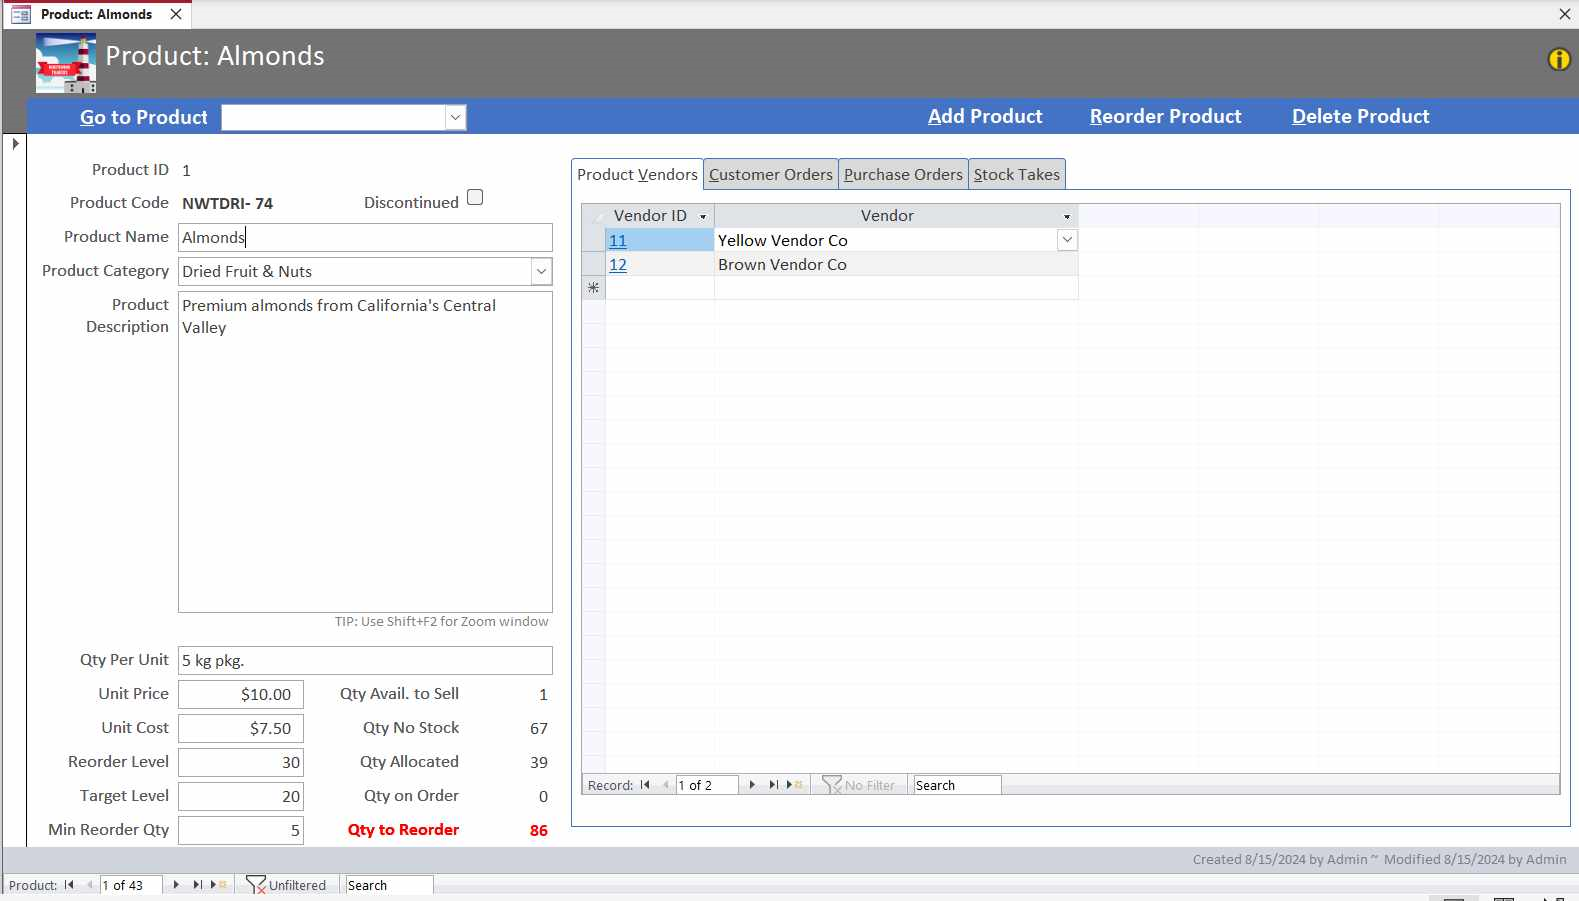 Product: Almonds
Product: Almonds
Go to Product
Add Product
Reorder Product
Delete Product
Product ID 1
Product Code NWTDRI- 74 Discontinued
Product Name Almonds
Product Category Dried Fruit & Nuts
Product Description Premium almonds from California's Central
Valley
TIP: Use Shift+F2 for Zoom window
Qty Per Unit 5 kg pkg.
Unit Price $10.00 Qty Avail. to Sell 1
Unit Cost $7.50 Qty No Stock 67
Reorder Level 30 Qty Allocated 39
Target Level 20 Qty on Order 0
Min Reorder Qty 5 Qty to Reorder 86
Product Vendors Customer Orders Purchase Orders Stock Takes
Vendor ID Vendor
11 Yellow Vendor Co
12 Brown Vendor Co
Record: 1 of 2 No Filter Search
Created 8/15/2024 by Admin ~ Modified 8/15/2024 by Admin
Product: 1 of 43 Unfiltered Search